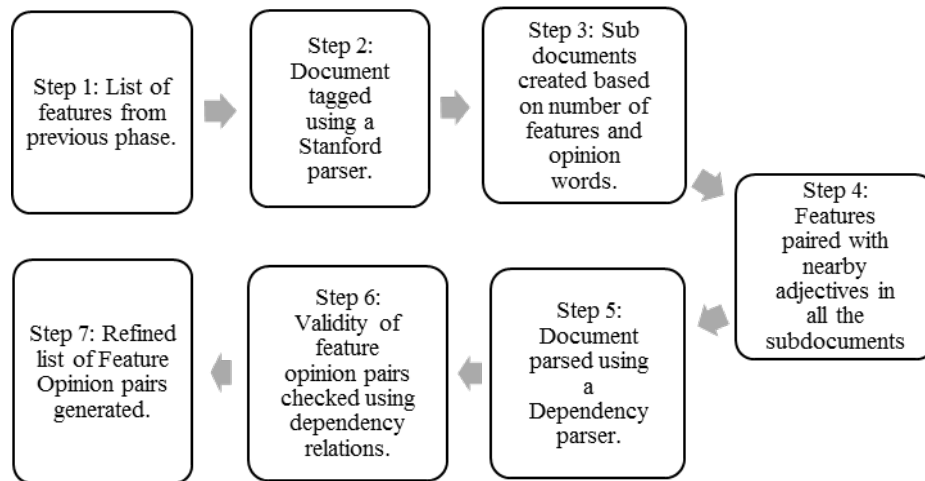 Step 1: List of
features from
previous phase.
Step 2:
Document
tagged
using a
Stanford
parser.
Step 3: Sub
documents
created based
on number of
features and
opinion
words.
Step 4:
Features
paired with
nearby
adjectives in
all the
subdocuments
Step 5:
Document
parsed using
a
Dependency
parser.
Step 6:
Validity of
feature
opinion pairs
checked using
dependency
relations.
Step 7: Refined
list of Feature
Opinion pairs
generated.